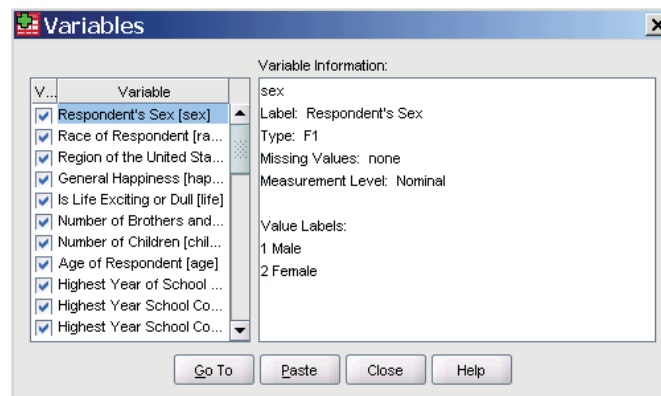 Variables
Variable Information:
V... Variable
Respondent's Sex [sex]
Race of Respondent [ra...
Region of the United Sta...
General Happiness [hap...
Is Life Exciting or Dull [life]
Number of Brothers and...
Number of Children [chil...
Age of Respondent [age]
Highest Year of School ...
Highest Year School Co...
Highest Year School Co...
sex
Label: Respondent's Sex
Type: F1
Missing Values: none
Measurement Level: Nominal
Value Labels:
1 Male
2 Female
Go To Paste Close Help